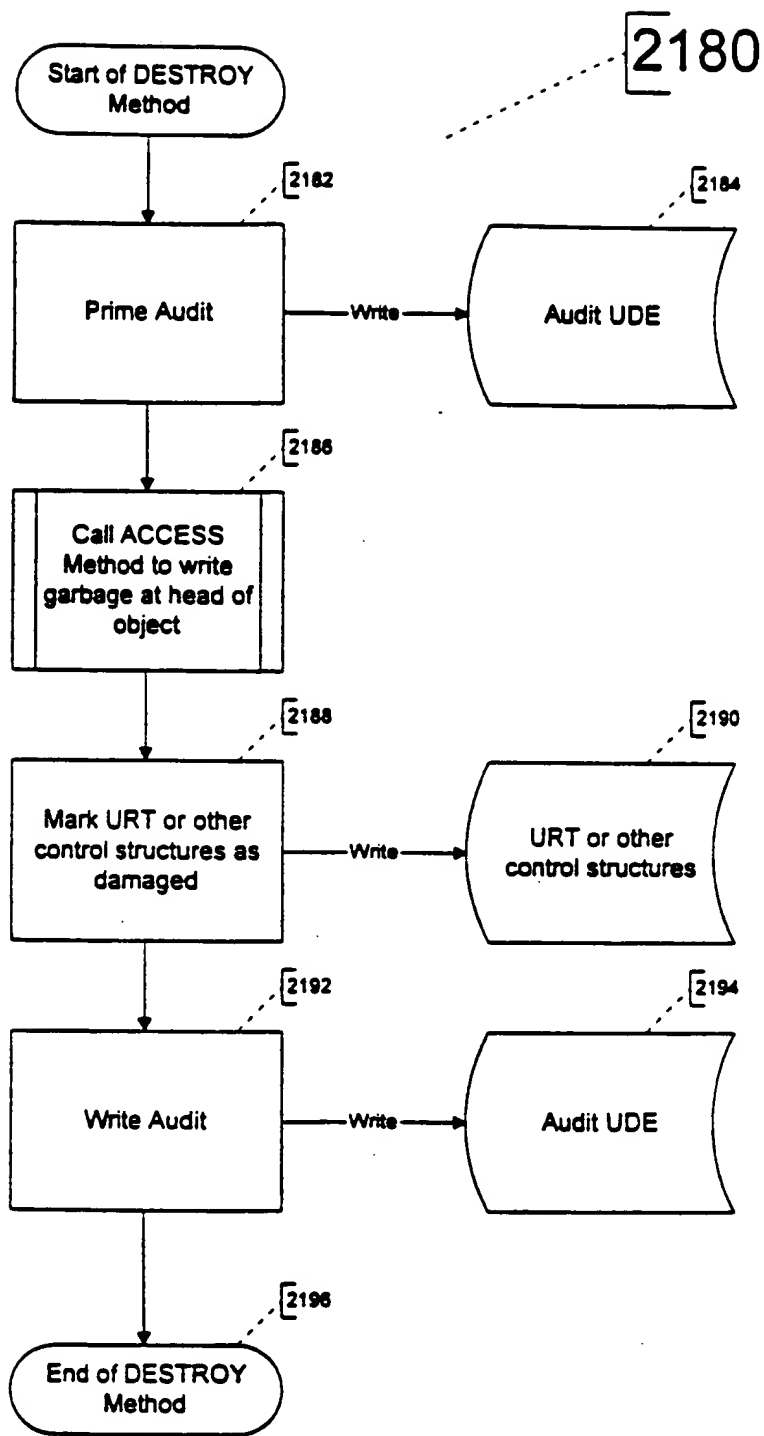 2180
Start of DESTROY
Method
2182
2184
Prime Audit
Write
Audit UDE
2186
Call ACCESS
Method to write
garbage at head of
object
2188
2190
Mark URT or other
control structures as
damaged
Write
URT or other
control structures
2192
2194
Write Audit
Write
Audit UDE
2196
End of DESTROY
Method